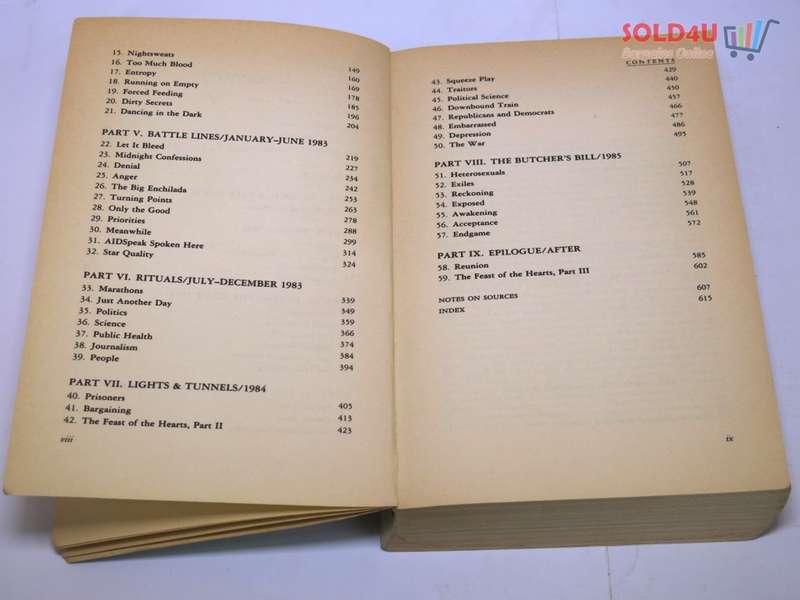 15. Nightsweats 149
16. Too Much Blood 160
17. Entropy 169
18. Running on Empty 178
19. Forced Feeding 185
20. Dirty Secrets 196
21. Dancing in the Dark 204
PART V. BATTLE LINES/JANUARY–JUNE 1983
22. Let It Bleed 219
23. Midnight Confessions 227
24. Denial 234
25. Anger 242
26. The Big Enchilada 253
27. Turning Points 263
28. Only the Good 278
29. Priorities 288
30. Meanwhile 299
31. AIDSpeak Spoken Here 314
32. Star Quality 324
PART VI. RITUALS/JULY–DECEMBER 1983
33. Marathons 339
34. Just Another Day 349
35. Politics 359
36. Science 366
37. Public Health 374
38. Journalism 384
39. People 394
PART VII. LIGHTS & TUNNELS/1984
40. Prisoners 405
41. Bargaining 413
42. The Feast of the Hearts, Part II 423
viii
SOLD4U
Bargains Online
CONTENTS
43. Squeeze Play 429
44. Traitors 440
45. Political Science 450
46. Downbound Train 457
47. Republicans and Democrats 466
48. Embarrassed 477
49. Depression 486
50. The War 495
PART VIII. THE BUTCHER'S BILL/1985
51. Heterosexuals 507
52. Exiles 517
53. Reckoning 528
54. Exposed 539
55. Awakening 548
56. Acceptance 561
57. Endgame 572
PART IX. EPILOGUE/AFTER
58. Reunion 585
59. The Feast of the Hearts, Part III 602
NOTES ON SOURCES 607
INDEX 615
ix